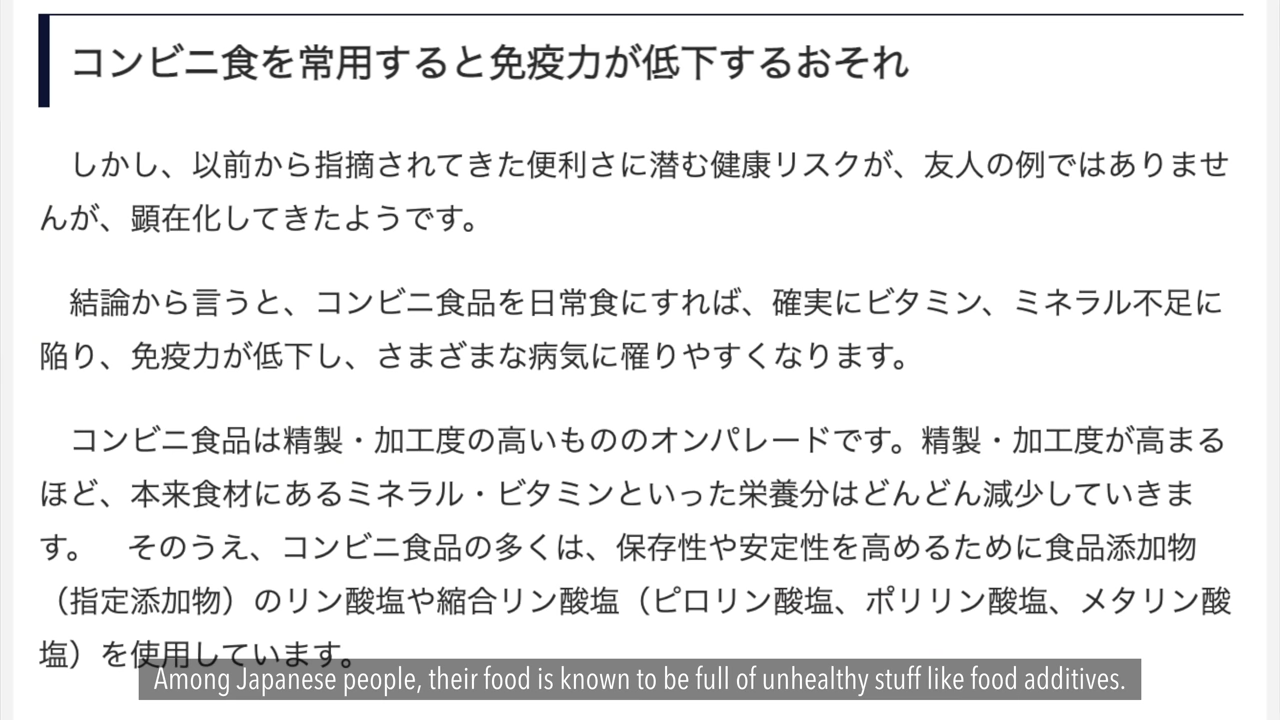 コンビニ食を常用すると免疫力が低下するおそれ
しかし、以前から指摘されてきた便利さに潜む健康リスクが、友人の例ではありませ
んが、顕在化してきたようです。
結論から言うと、コンビニ食品を日常食にすれば、確実にビタミン、ミネラル不足に
陥り、免疫力が低下し、さまざまな病気に罹りやすくなります。
コンビニ食品は精製・加工度の高いもののオンパレードです。精製・加工度が高まる
ほど、本来食材にあるミネラル・ビタミンといった栄養分はどんどん減少していきま
す。　そのうえ、コンビニ食品の多くは、保存性や安定性を高めるために食品添加物
（指定添加物）のリン酸塩や縮合リン酸塩（ピロリン酸塩、ポリリン酸塩、メタリン酸
塩）を使用しています。
Among Japanese people, their food is known to be full of unhealthy stuff like food additives.